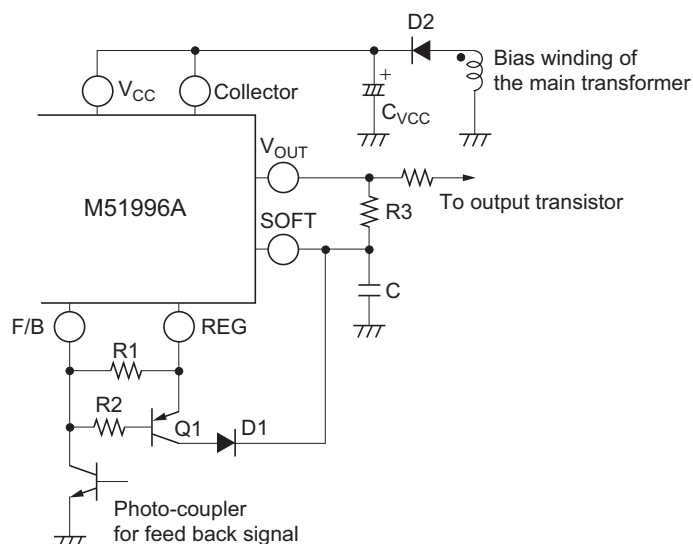 D2
Bias winding of
the main transformer
VCC
Collector
+
CVCC
VOUT
M51996A
To output transistor
R3
SOFT
C
F/B
REG
R1
R2
Q1
D1
Photo-coupler
for feed back signal